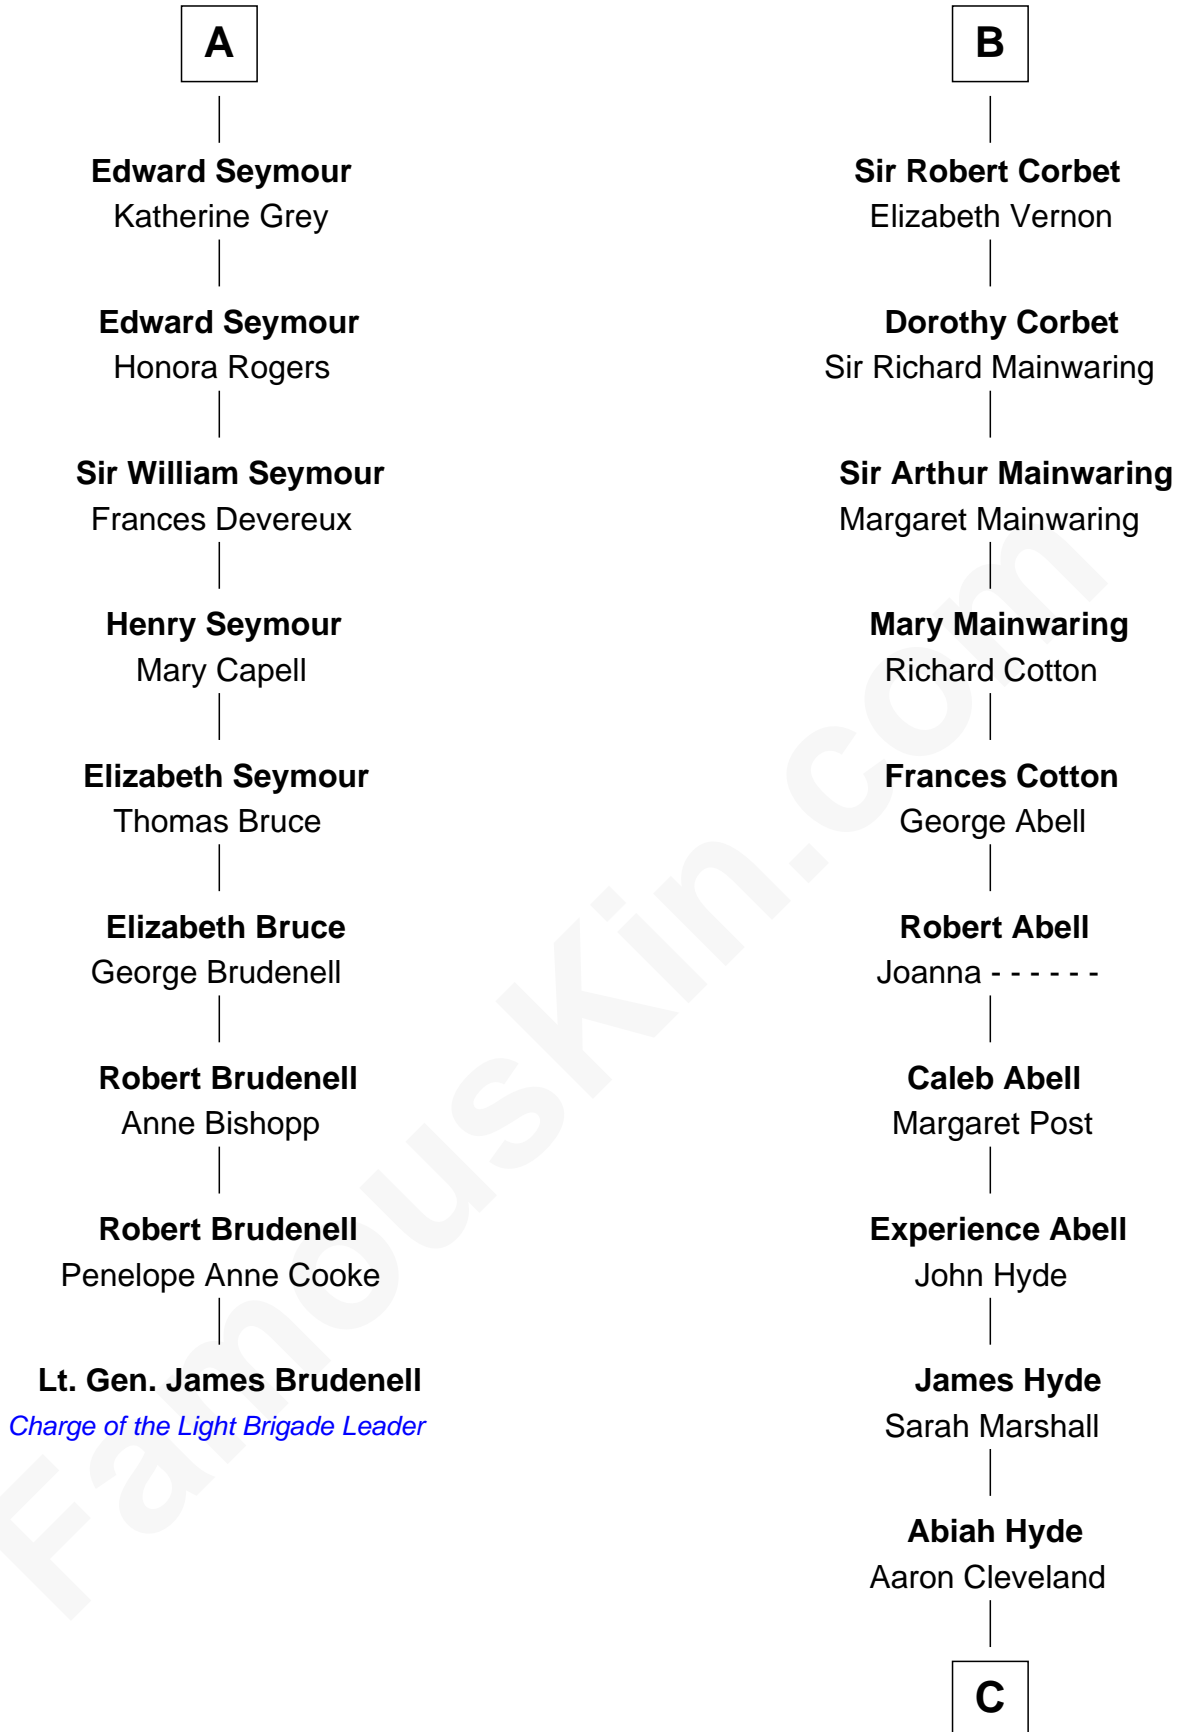 A
Edward Seymour
Katherine Grey
Edward Seymour
Honora Rogers
Sir William Seymour
Frances Devereux
Henry Seymour
Mary Capell
Elizabeth Seymour
Thomas Bruce
Elizabeth Bruce
George Brudenell
Robert Brudenell
Anne Bishopp
Robert Brudenell
Penelope Anne Cooke
Lt. Gen. James Brudenell
Charge of the Light Brigade Leader
B
Sir Robert Corbet
Elizabeth Vernon
Dorothy Corbet
Sir Richard Mainwaring
Sir Arthur Mainwaring
Margaret Mainwaring
Mary Mainwaring
Richard Cotton
Frances Cotton
George Abell
Robert Abell
Joanna - - - - - -
Caleb Abell
Margaret Post
Experience Abell
John Hyde
James Hyde
Sarah Marshall
Abiah Hyde
Aaron Cleveland
C
FamousKin.com